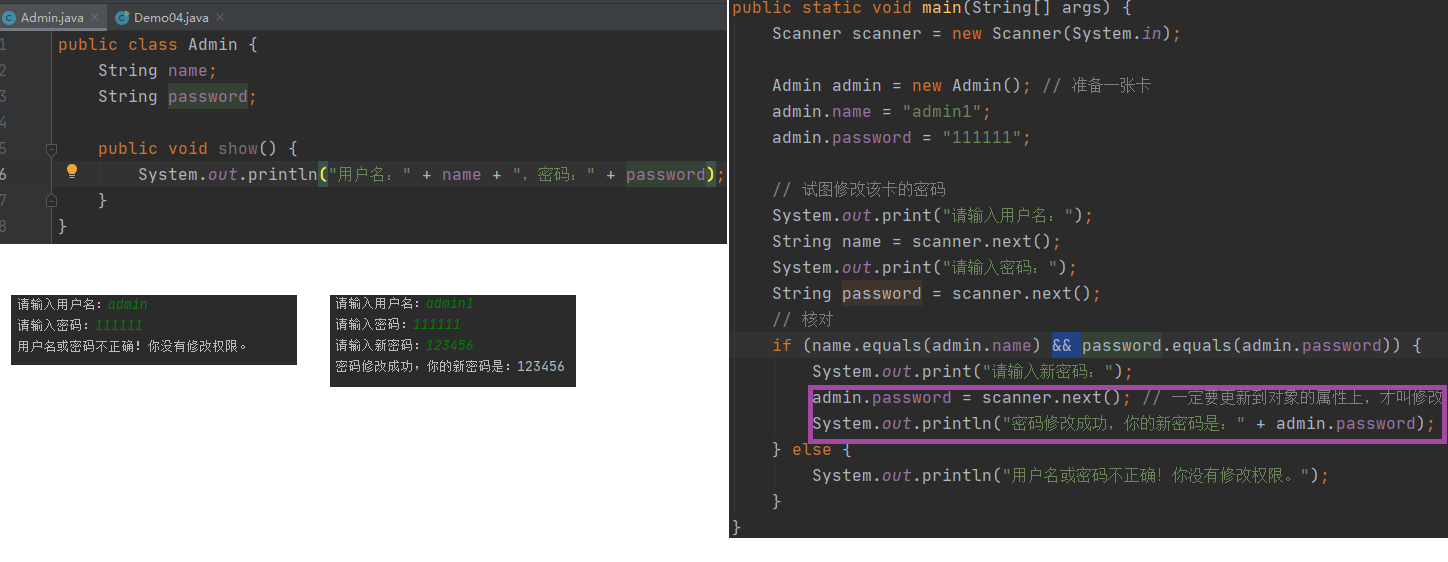 Admin.java × Demo04.java ×
1 public class Admin {
2 String name;
3 String password;
4
5 public void show() {
6 System.out.println("用户名：" + name + "，密码：" + password);
7 }
8 }
请输入用户名：admin
请输入密码：111111
用户名或密码不正确！你没有修改权限。
请输入用户名：admin1
请输入密码：111111
请输入新密码：123456
密码修改成功，你的新密码是：123456
public static void main(String[] args) {
Scanner scanner = new Scanner(System.in);
Admin admin = new Admin(); // 准备一张卡
admin.name = "admin1";
admin.password = "111111";
// 试图修改该卡的密码
System.out.print("请输入用户名：");
String name = scanner.next();
System.out.print("请输入密码：");
String password = scanner.next();
// 核对
if (name.equals(admin.name) && password.equals(admin.password)) {
System.out.print("请输入新密码：");
admin.password = scanner.next(); // 一定要更新到对象的属性上，才叫修改
System.out.println("密码修改成功，你的新密码是：" + admin.password);
} else {
System.out.println("用户名或密码不正确！你没有修改权限。");
}
}